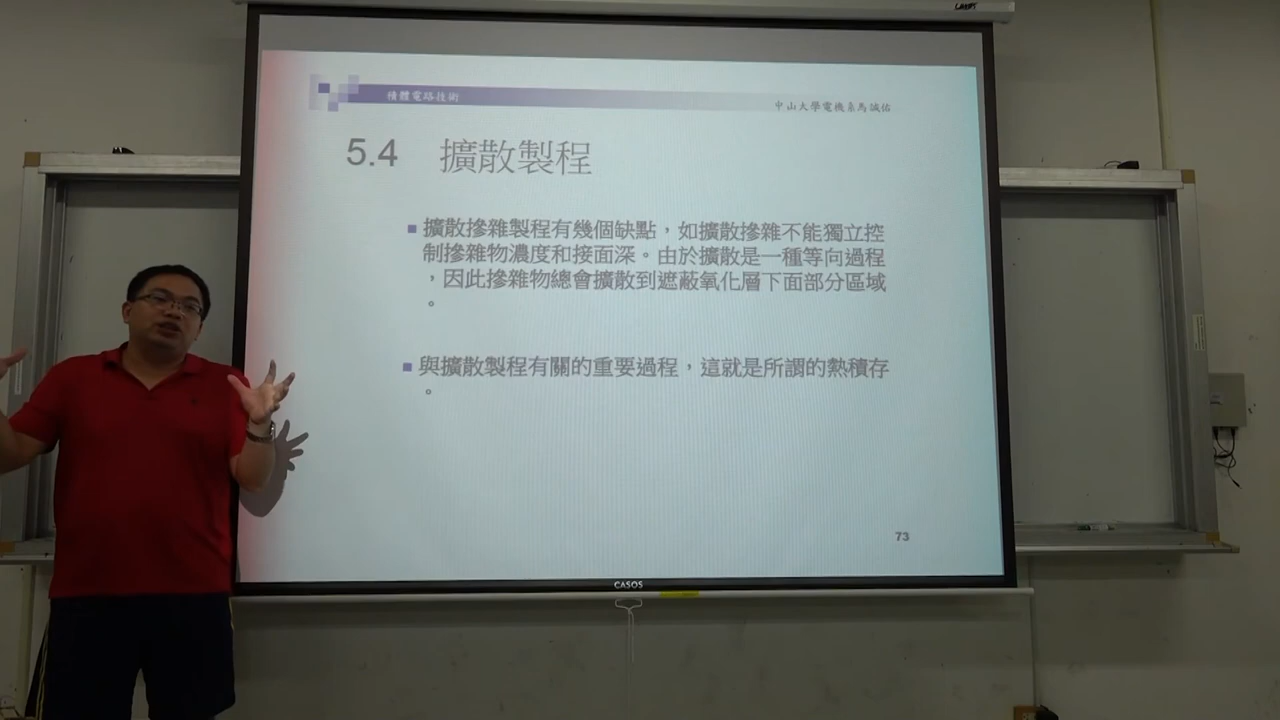 積體電路技術
中山大學電機系馬誠佑
5.4 擴散製程
■擴散摻雜製程有幾個缺點，如擴散摻雜不能獨立控
制摻雜物濃度和接面深。由於擴散是一種等向過程
，因此摻雜物總會擴散到遮蔽氧化層下面部分區域
。
■與擴散製程有關的重要過程，這就是所謂的熱積存
。
73
CASOS